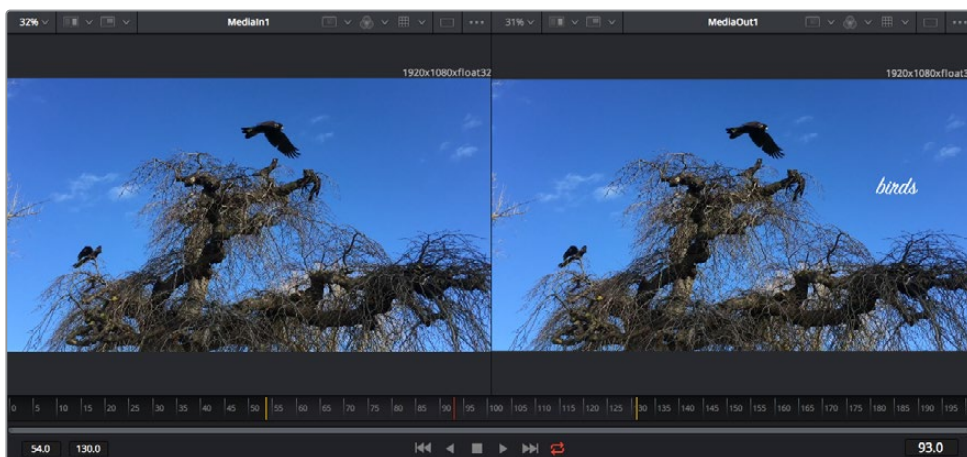 32% MediaIn1
31% MediaOut1
1920x1080xfloat32
1920x1080xfloat32
birds
0 5 10 15 20 25 30 35 40 45 50 55 60 65 70 75 80 85 90 95 100 105 110 115 120 125 130 135 140 145 150 155 160 165 170 175 180 185 190 195
54.0 130.0 93.0